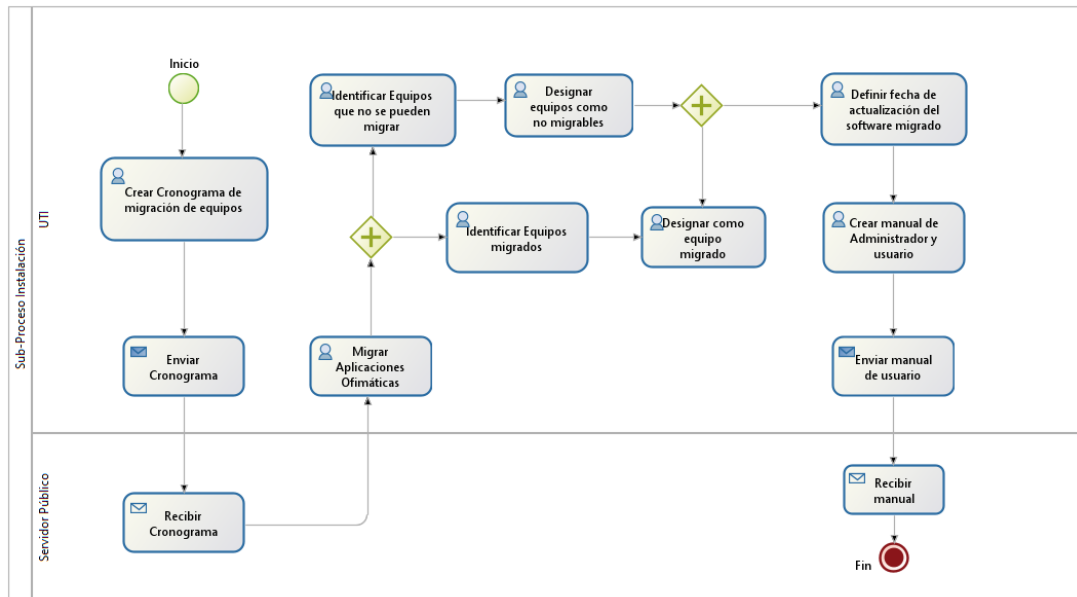 Sub-Proceso Instalación
UTI
Inicio
Crear Cronograma de
migración de equipos
Enviar
Cronograma
Identificar Equipos
que no se pueden
migrar
Designar
equipos como
no migrables
Definir fecha de
actualización del
software migrado
Identificar Equipos
migrados
Designar como
equipo
migrado
Crear manual de
Administrador y
usuario
Migrar
Aplicaciones
Ofimáticas
Enviar manual
de usuario
Servidor Público
Recibir
Cronograma
Recibir
manual
Fin